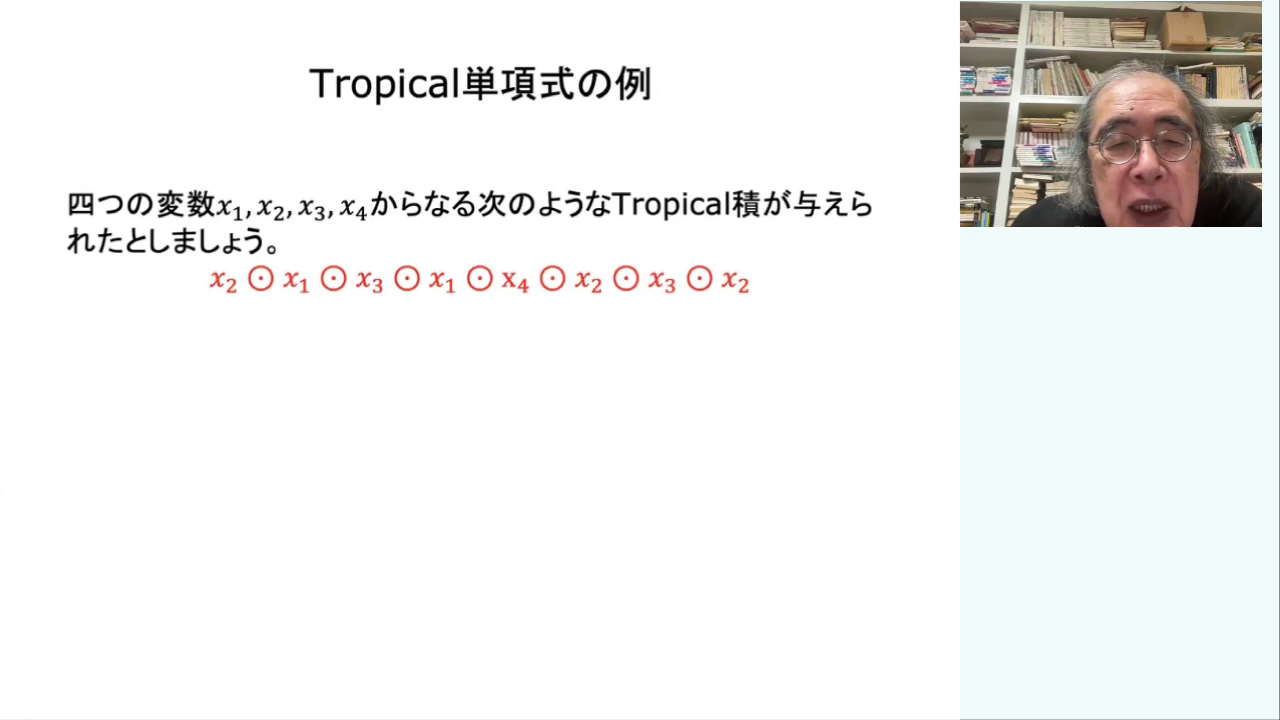 Tropical単項式の例
四つの変数x₁, x₂, x₃, x₄からなる次のようなTropical積が与えら
れたとしましょう。
x₂ ⊙ x₁ ⊙ x₃ ⊙ x₁ ⊙ x₄ ⊙ x₂ ⊙ x₃ ⊙ x₂